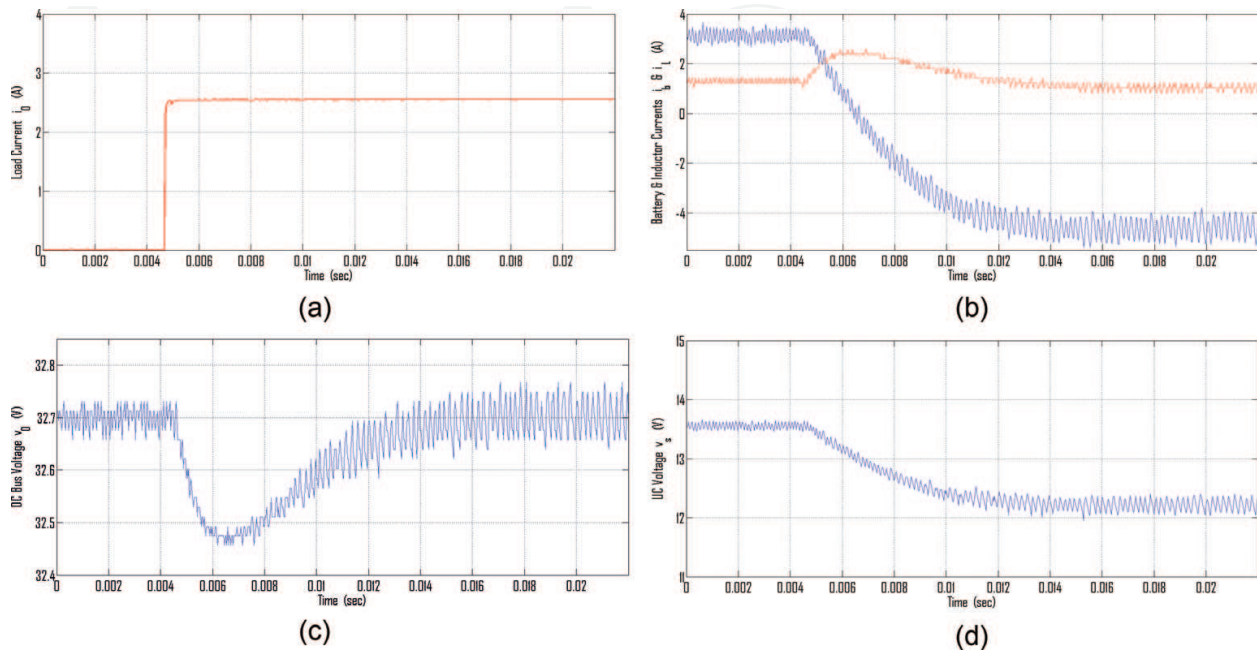 4
3
2
1
0
Load Current i0 (A)
0 0.002 0.004 0.006 0.008 0.01 0.012 0.014 0.016 0.018 0.02
Time (sec)
(a)
4
2
0
-4
-4
Battery & Inductor Currents ib & iL (A)
0 0.002 0.004 0.006 0.008 0.01 0.012 0.014 0.016 0.018 0.02
Time (sec)
(b)
32.8
32.7
32.6
32.5
32.4
DC Bus Voltage v0 (V)
0 0.002 0.004 0.006 0.008 0.01 0.012 0.014 0.016 0.018 0.02
Time (sec)
(c)
15
14
13
12
11
UC Voltage vs (V)
0 0.002 0.004 0.006 0.008 0.01 0.012 0.014 0.016 0.018 0.02
Time (sec)
(d)